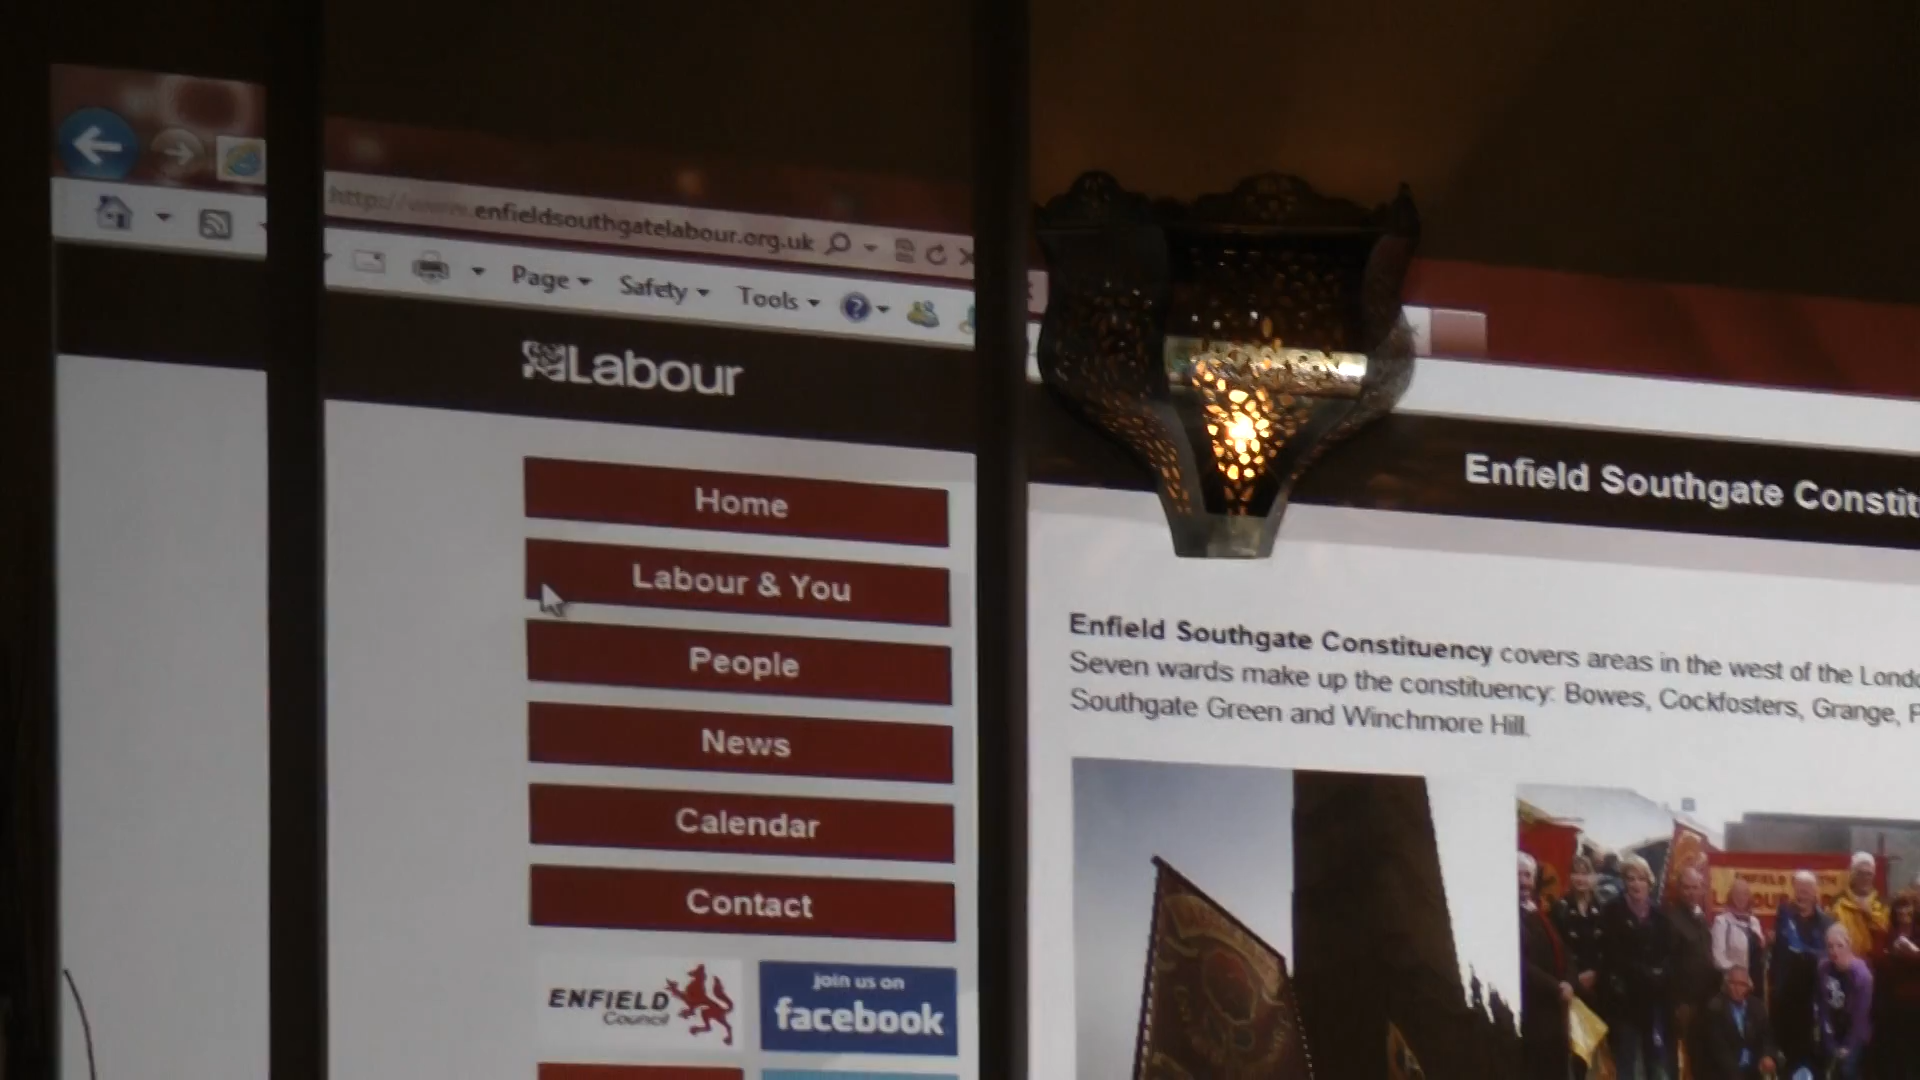 http://www.enfieldsouthgatelabour.org.uk
Page
Safety
Tools
Labour
Enfield Southgate Constit
Home
Labour & You
People
News
Calendar
Contact
ENFIELD
Council
join us on
facebook
Enfield Southgate Constituency covers areas in the west of the Londo
Seven wards make up the constituency: Bowes, Cockfosters, Grange, P
Southgate Green and Winchmore Hill.